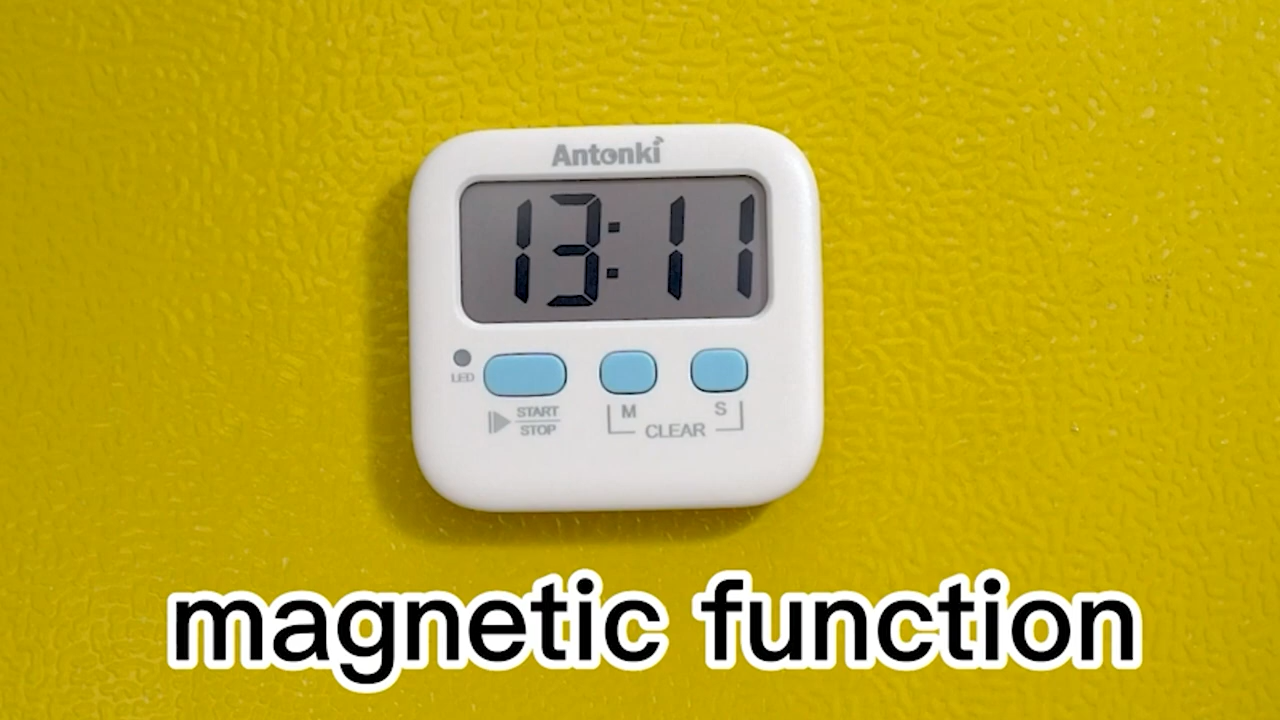 Antonki
13:11
LED
START
STOP
M S
CLEAR
magnetic function